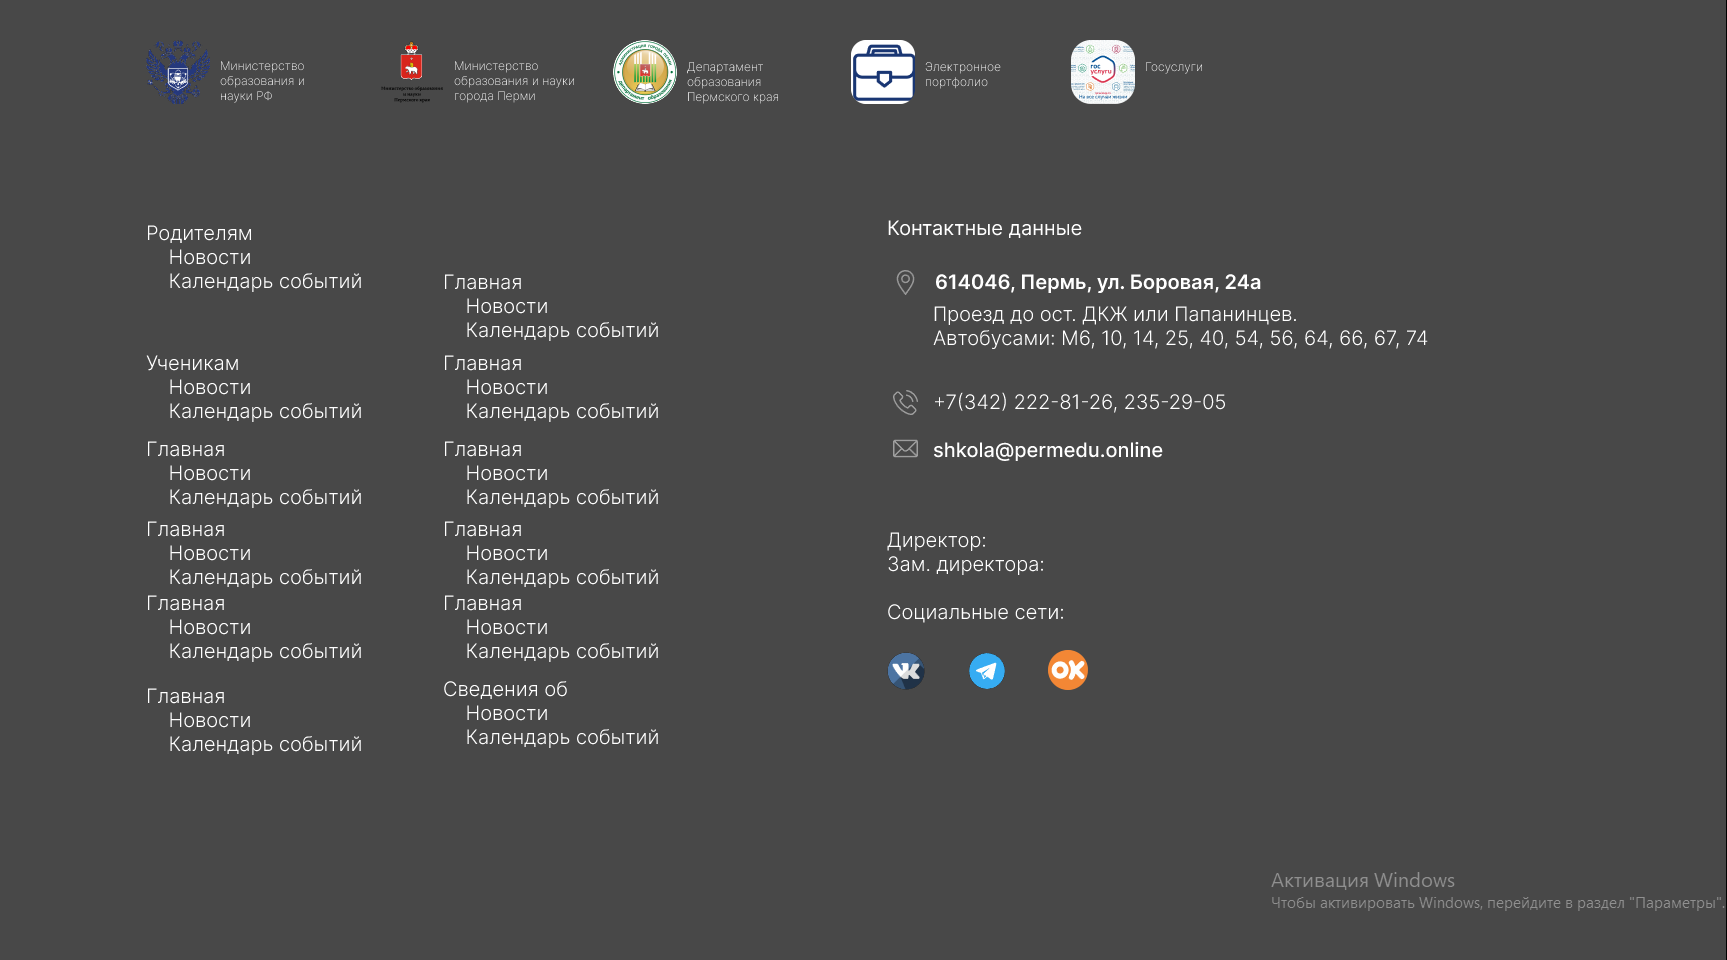 Министерство
образования и
науки РФ
Министерство образования
и науки
Пермского края
Министерство
образования и науки
города Перми
Департамент
образования
Пермского края
Электронное
портфолио
гос
услуги
На все случаи жизни
Госуслуги
Родителям
Новости
Календарь событий
Ученикам
Новости
Календарь событий
Главная
Новости
Календарь событий
Главная
Новости
Календарь событий
Главная
Новости
Календарь событий
Главная
Новости
Календарь событий
Главная
Новости
Календарь событий
Главная
Новости
Календарь событий
Главная
Новости
Календарь событий
Главная
Новости
Календарь событий
Главная
Новости
Календарь событий
Сведения об
Новости
Календарь событий
Контактные данные
614046, Пермь, ул. Боровая, 24а
Проезд до ост. ДКЖ или Папанинцев.
Автобусами: М6, 10, 14, 25, 40, 54, 56, 64, 66, 67, 74
+7(342) 222-81-26, 235-29-05
shkola@permedu.online
Директор:
Зам. директора:
Социальные сети:
Активация Windows
Чтобы активировать Windows, перейдите в раздел "Параметры".